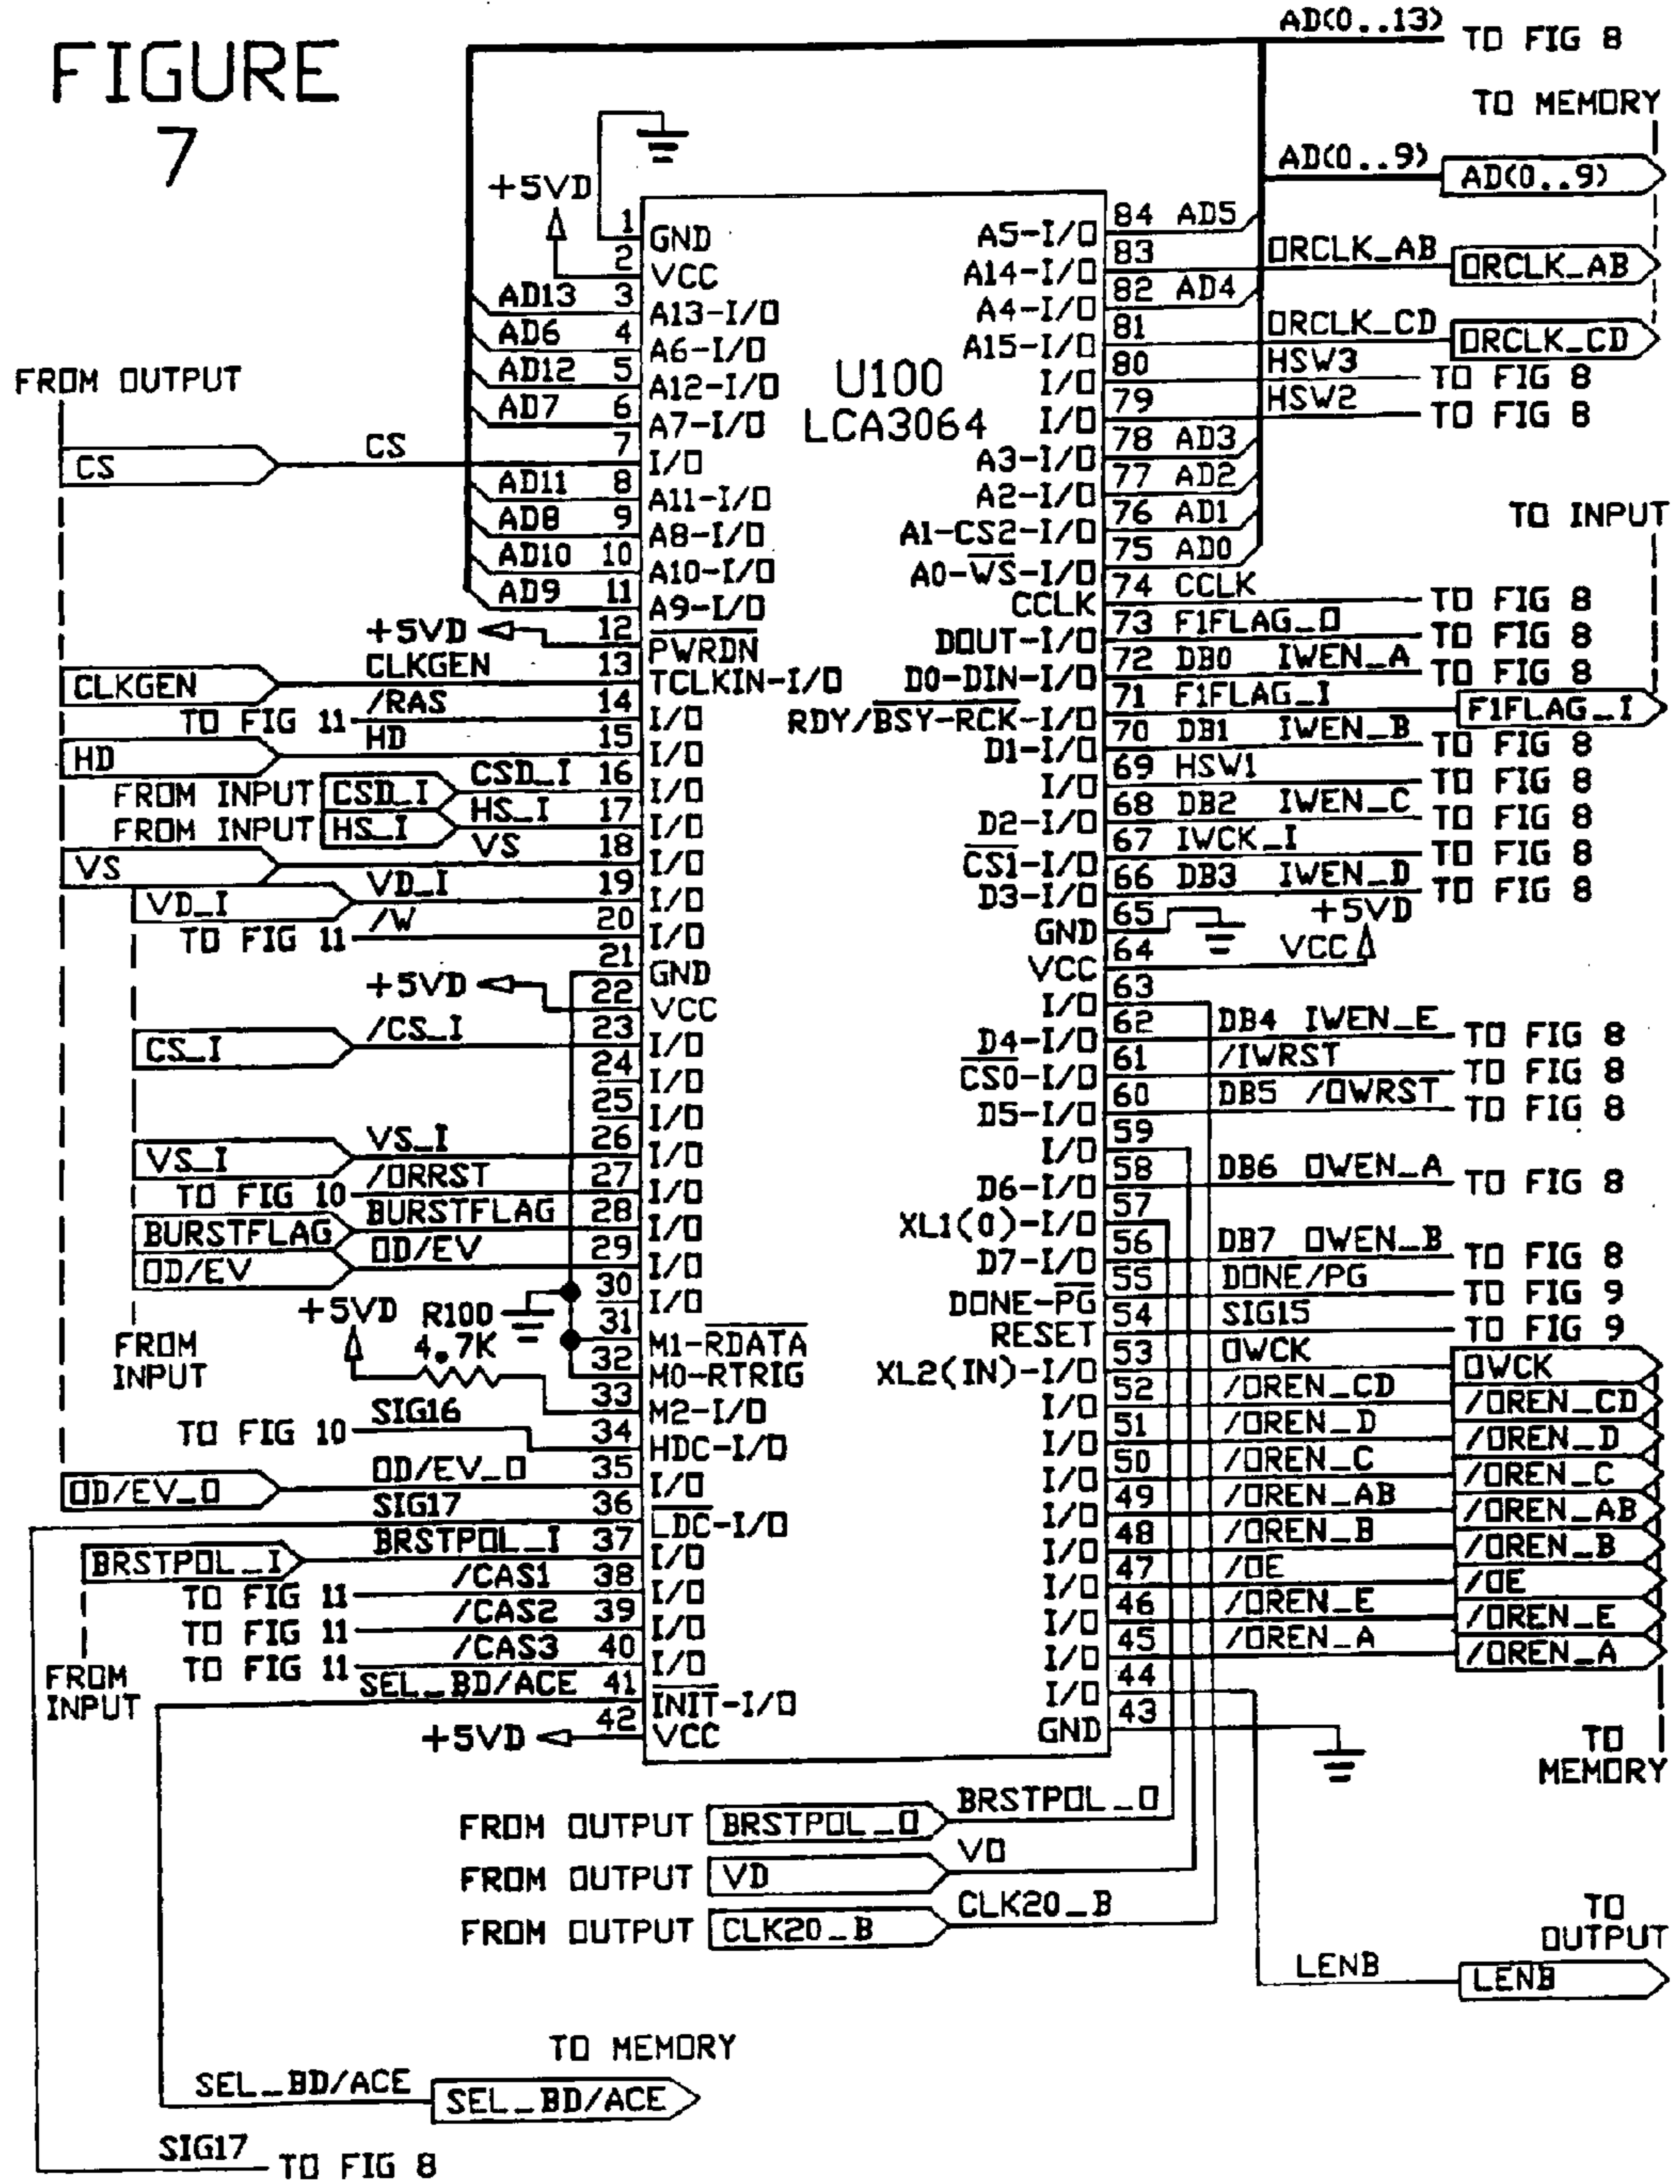 FIGURE
7
AD(0..13) TO FIG 8
TO MEMORY
AD(0..9) AD(0..9)
+5VD
U100
LCA3064
1 GND
2 VCC
AD13 3 A13-I/O
AD6 4 A6-I/O
AD12 5 A12-I/O
AD7 6 A7-I/O
FROM OUTPUT
CS CS 7 I/O
AD11 8 A11-I/O
AD8 9 A8-I/O
AD10 10 A10-I/O
AD9 11 A9-I/O
+5VD 12 PWRDN
CLKGEN CLKGEN 13 TCLKIN-I/O
TO FIG 11 /RAS 14 I/O
HD HD 15 I/O
FROM INPUT CSD_I CSD_I 16 I/O
FROM INPUT HS_I HS_I 17 I/O
VS VS 18 I/O
VD_I VD_I 19 I/O
TO FIG 11 /W 20 I/O
21 GND
+5VD 22 VCC
CS_I /CS_I 23 I/O
24 I/O
25 I/O
VS_I VS_I 26 I/O
TO FIG 10 /ORRST 27 I/O
BURSTFLAG BURSTFLAG 28 I/O
OD/EV OD/EV 29 I/O
30 I/O
FROM
INPUT
+5VD R100
4.7K
31 M1-RDATA
32 M0-RTRIG
33 M2-I/O
TO FIG 10 SIG16 34 HDC-I/O
OD/EV_O OD/EV_O 35 I/O
SIG17 36 LDC-I/O
BRSTPOL_I BRSTPOL_I 37 I/O
TO FIG 11 /CAS1 38 I/O
TO FIG 11 /CAS2 39 I/O
TO FIG 11 /CAS3 40 I/O
FROM
INPUT
SEL_BD/ACE 41 INIT-I/O
+5VD 42 VCC
A5-I/O 84 AD5
A14-I/O 83 ORCLK_AB ORCLK_AB
A4-I/O 82 AD4
A15-I/O 81 ORCLK_CD ORCLK_CD
I/O 80 HSW3 TO FIG 8
I/O 79 HSW2 TO FIG 8
A3-I/O 78 AD3
A2-I/O 77 AD2
A1-CS2-I/O 76 AD1
A0-WS-I/O 75 AD0
TO INPUT
CCLK 74 CCLK TO FIG 8
DOUT-I/O 73 F1FLAG_O TO FIG 8
D0-DIN-I/O 72 DB0 IWEN_A TO FIG 8
RDY/BSY-RCK-I/O 71 F1FLAG_I F1FLAG_I
D1-I/O 70 DB1 IWEN_B TO FIG 8
I/O 69 HSW1 TO FIG 8
D2-I/O 68 DB2 IWEN_C TO FIG 8
CS1-I/O 67 IWCK_I TO FIG 8
D3-I/O 66 DB3 IWEN_D TO FIG 8
GND 65 +5VD
VCC 64 VCC
I/O 63
D4-I/O 62 DB4 IWEN_E TO FIG 8
CS0-I/O 61 /IWRST TO FIG 8
D5-I/O 60 DB5 /OWRST TO FIG 8
I/O 59
D6-I/O 58 DB6 OWEN_A TO FIG 8
XL1(O)-I/O 57
D7-I/O 56 DB7 OWEN_B TO FIG 8
DONE-PG 55 DONE/PG TO FIG 9
RESET 54 SIG15 TO FIG 9
XL2(IN)-I/O 53 OWCK OWCK
I/O 52 /OREN_CD /OREN_CD
I/O 51 /OREN_D /OREN_D
I/O 50 /OREN_C /OREN_C
I/O 49 /OREN_AB /OREN_AB
I/O 48 /OREN_B /OREN_B
I/O 47 /OE /OE
I/O 46 /OREN_E /OREN_E
I/O 45 /OREN_A /OREN_A
I/O 44
GND 43
TO
MEMORY
FROM OUTPUT BRSTPOL_O BRSTPOL_O
FROM OUTPUT VD VD
FROM OUTPUT CLK20_B CLK20_B
TO
OUTPUT
LENB LENB
TO MEMORY
SEL_BD/ACE SEL_BD/ACE
SIG17 TO FIG 8